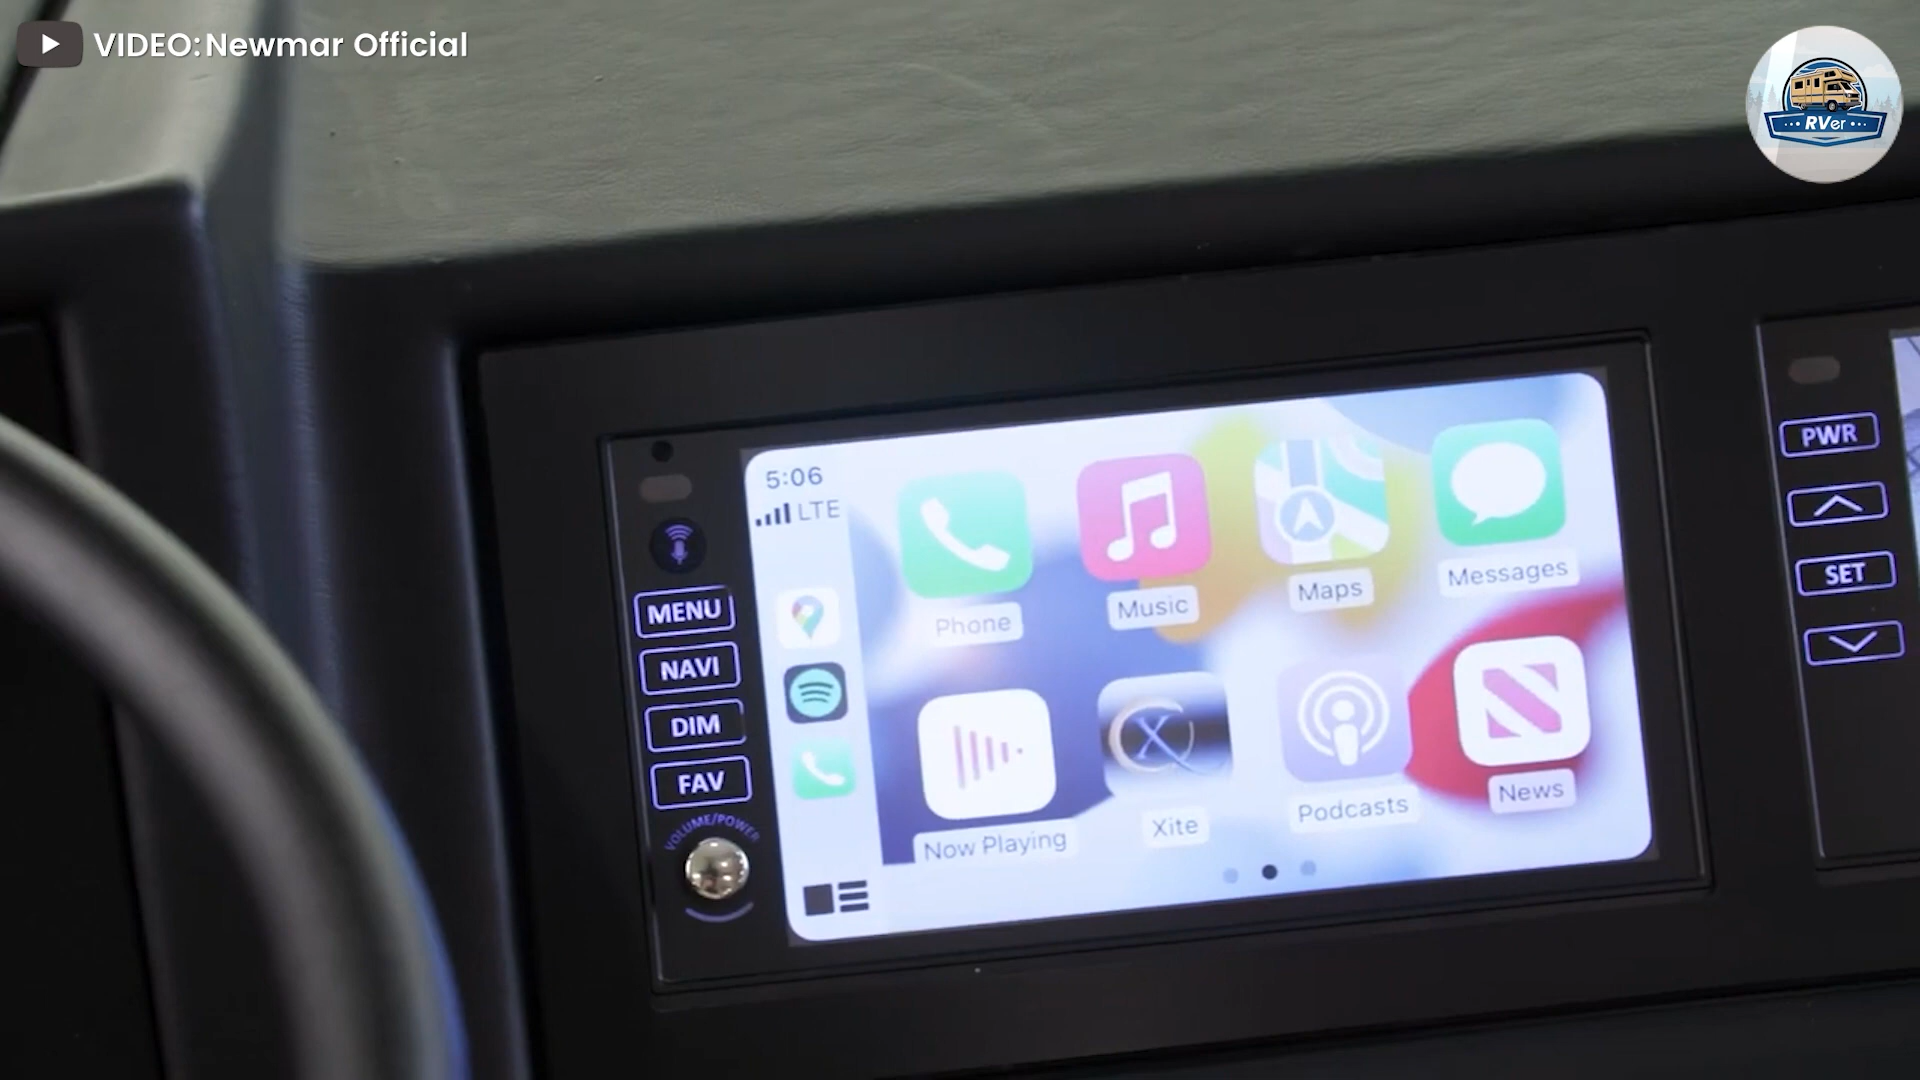 VIDEO: Newmar Official
RVer
5:06
LTE
MENU
NAVI
DIM
FAV
VOLUME/POWER
Phone
Music
Maps
Messages
Now Playing
Xite
Podcasts
News
PWR
SET